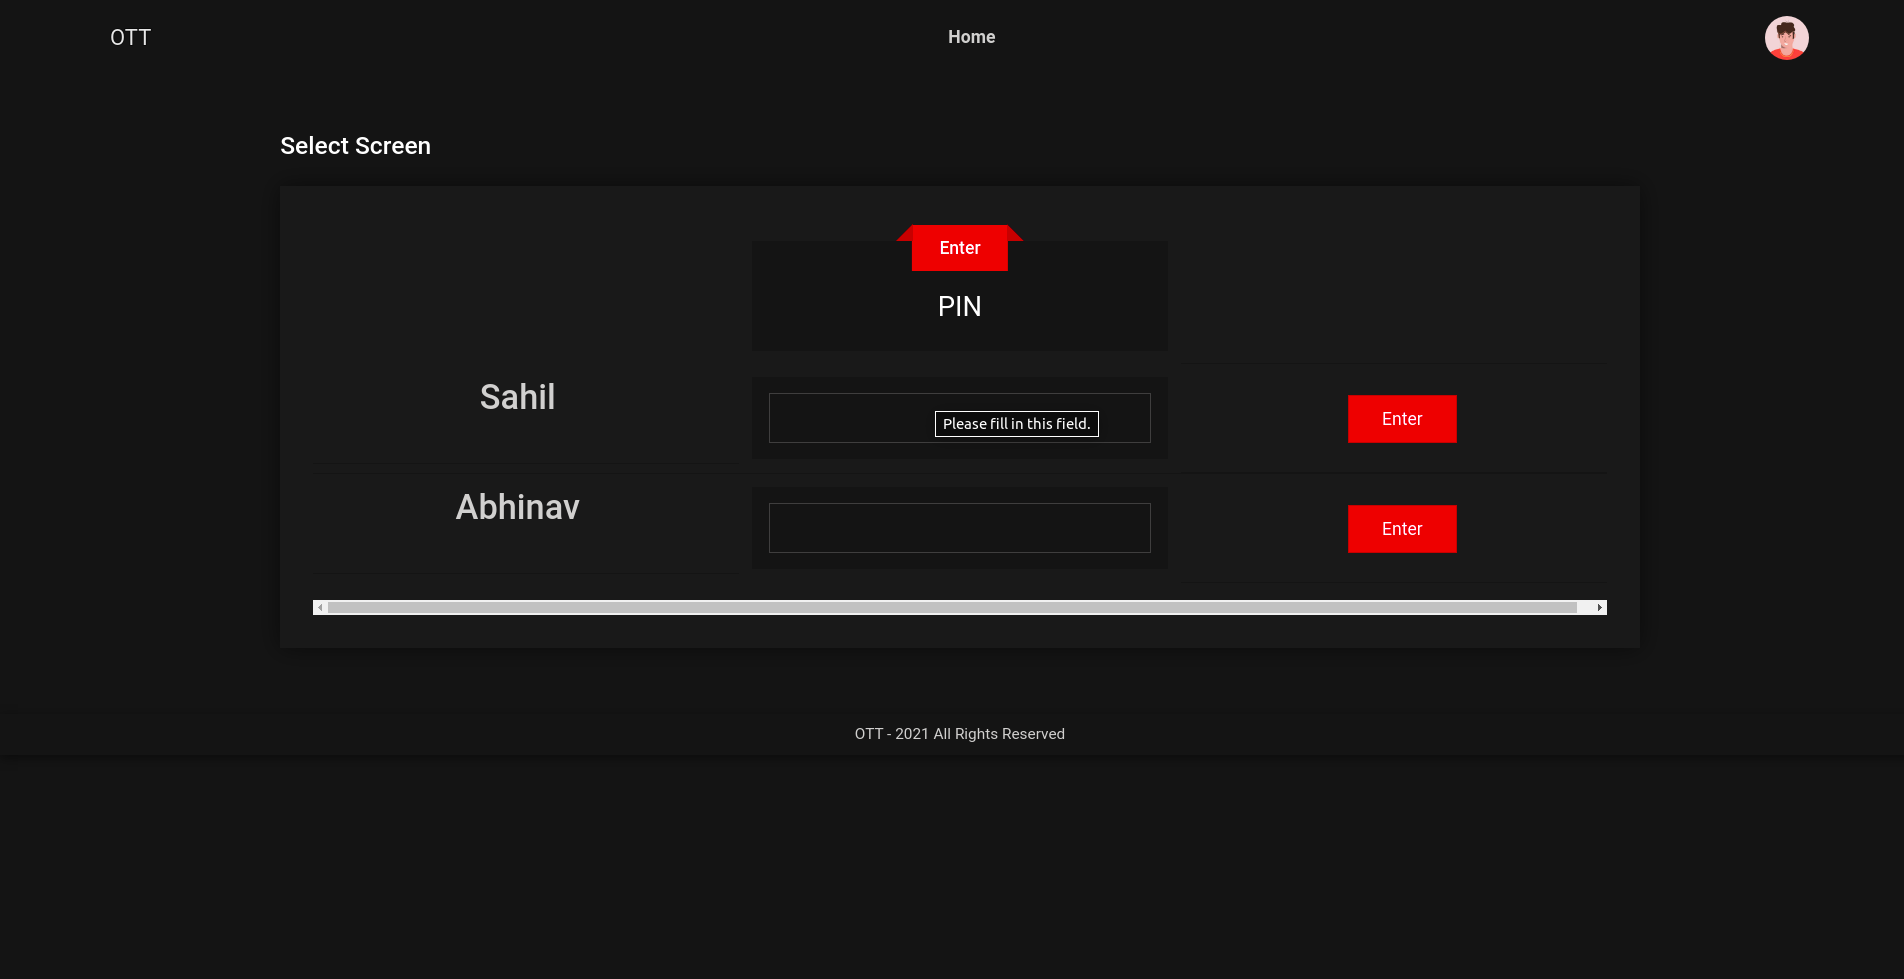 OTT
Home
Select Screen
Enter
PIN
Sahil
Please fill in this field.
Enter
Abhinav
Enter
OTT - 2021 All Rights Reserved